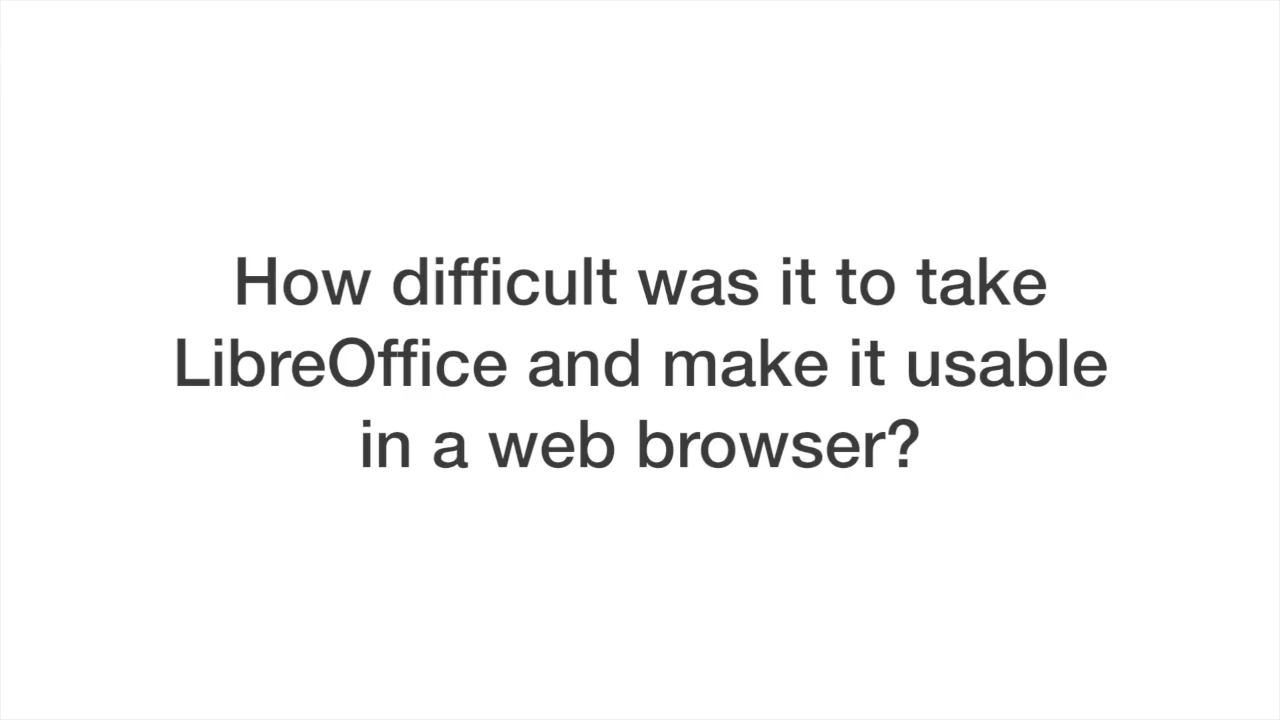 How difficult was it to take
LibreOffice and make it usable
in a web browser?